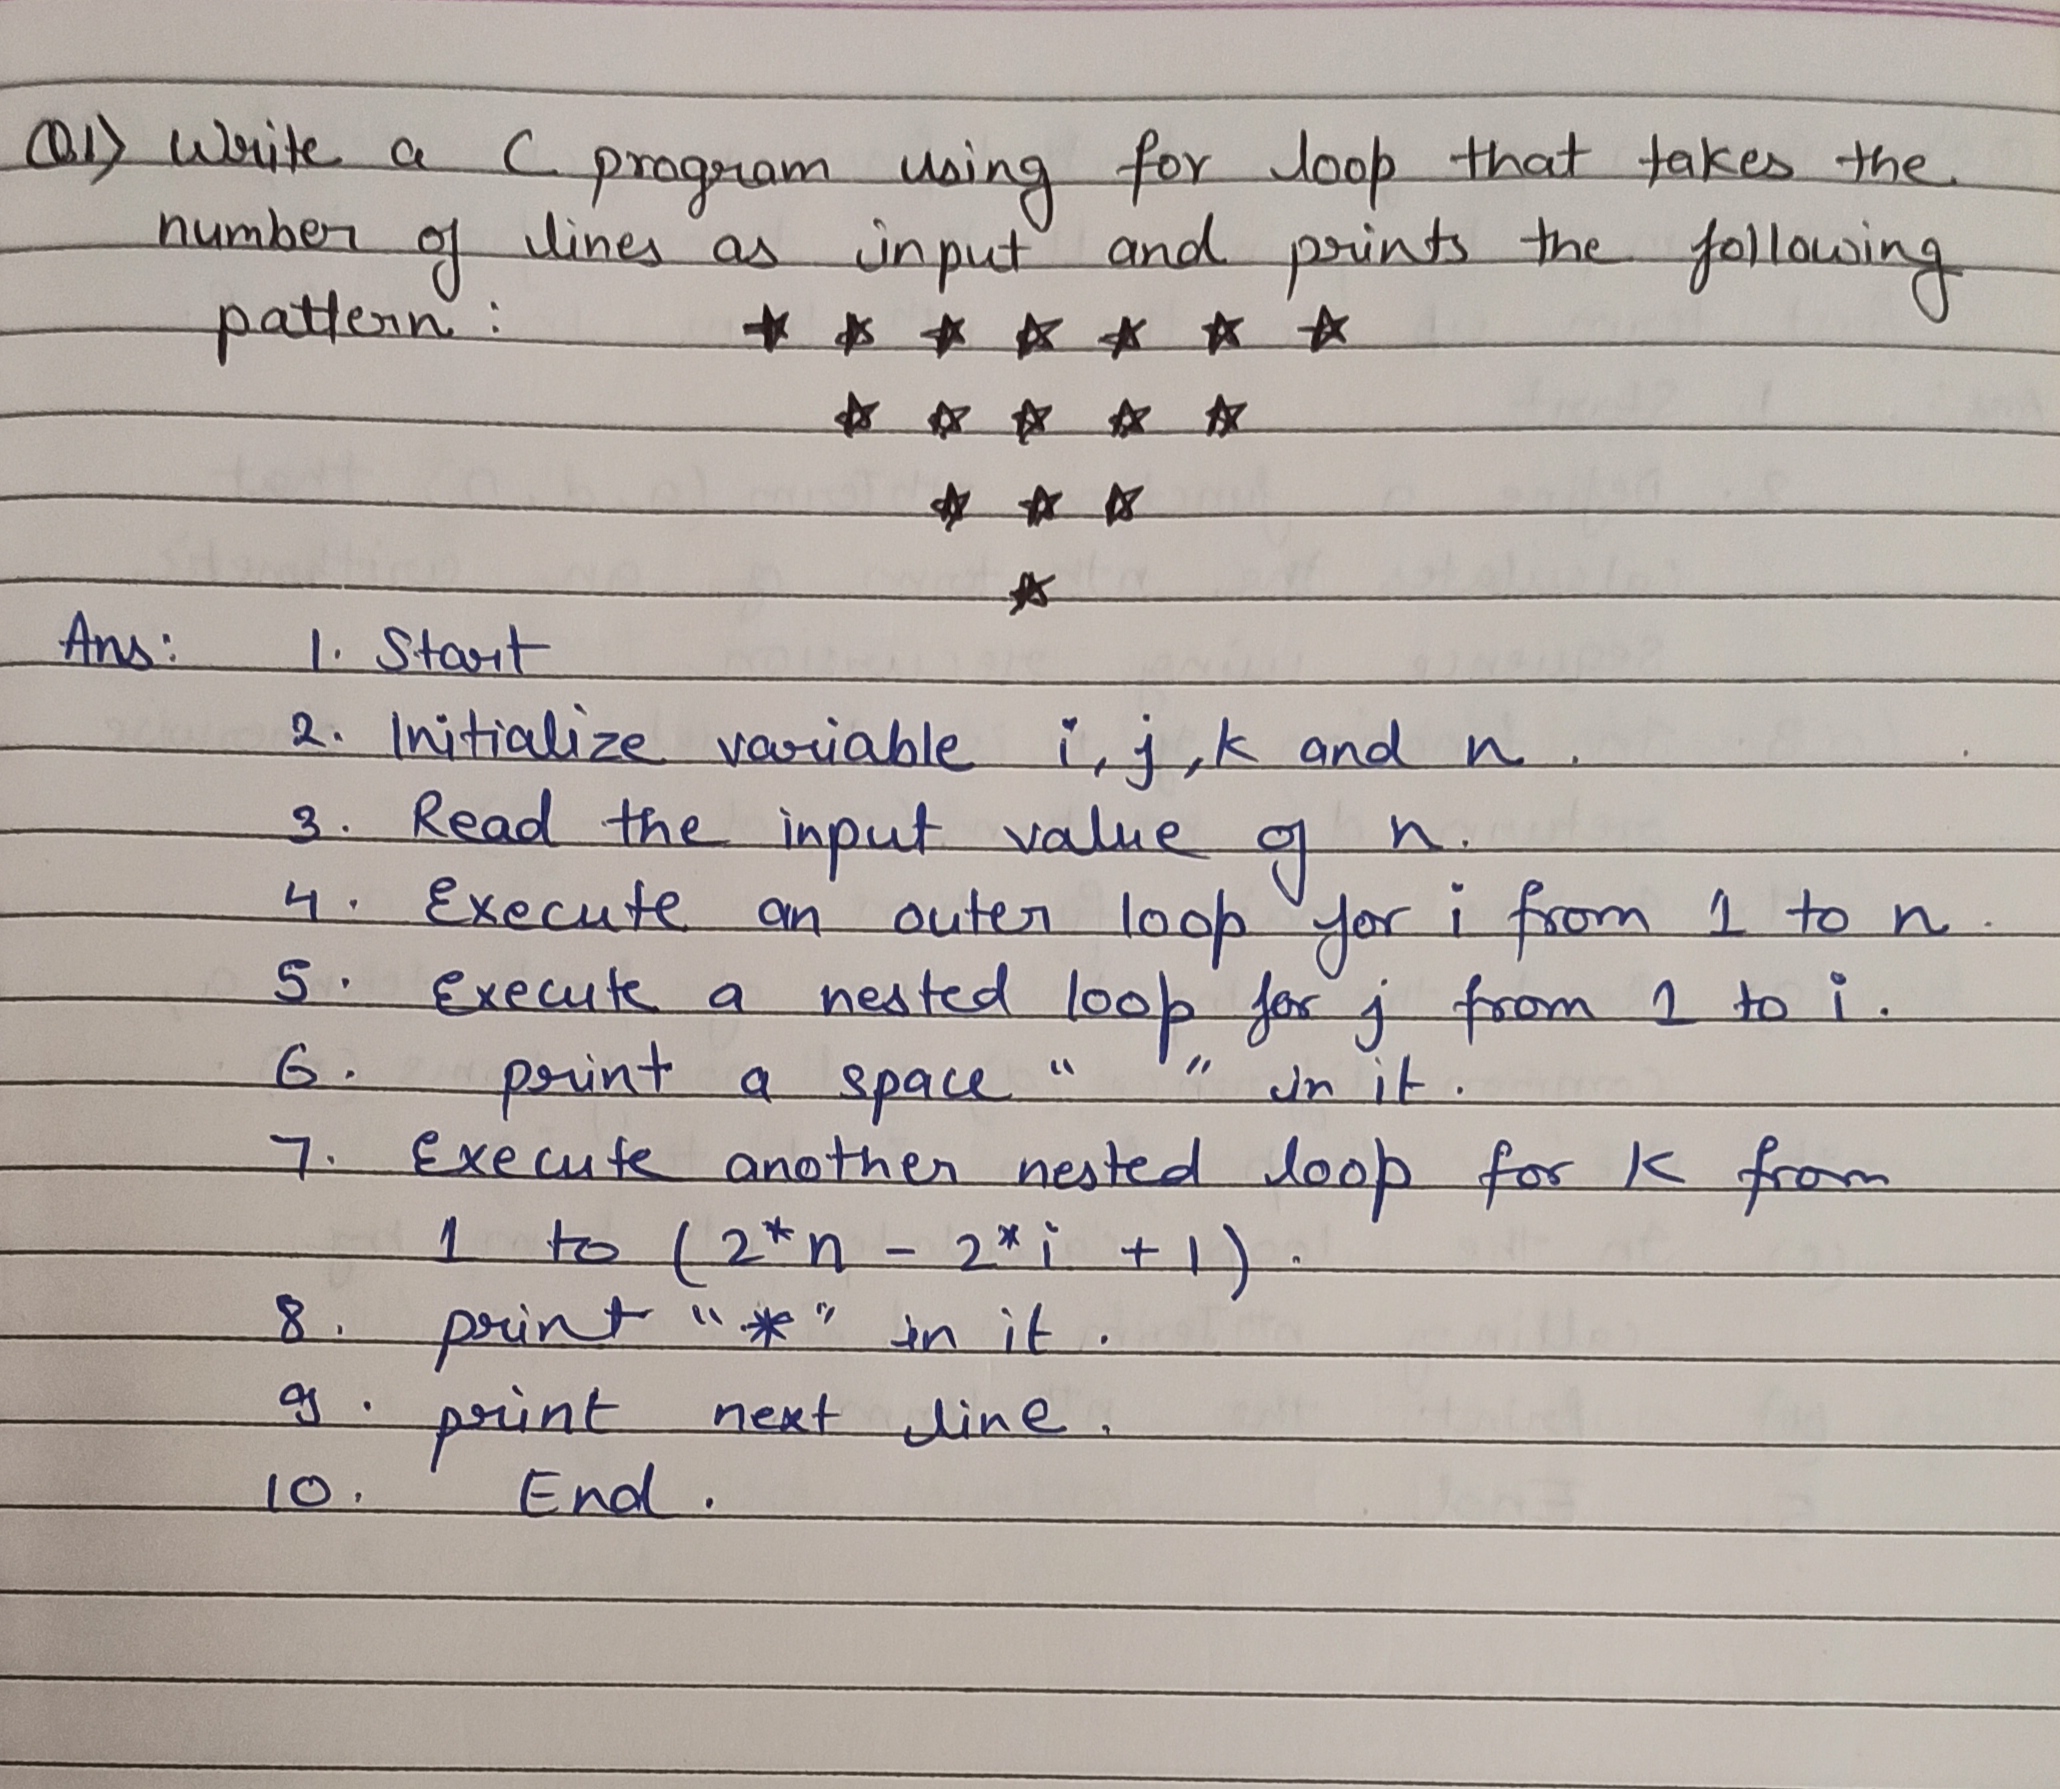 Q1) Write a C program using for loop that takes the
number of lines as input and prints the following
pattern : * * * * * * *
* * * * *
* * *
*
Ans: 1. Start
2. Initialize variable i, j, k and n.
3. Read the input value of n.
4. Execute an outer loop for i from 1 to n.
5. Execute a nested loop for j from 1 to i.
6. print a space " " in it.
7. Execute another nested loop for k from
1 to (2*n - 2*i + 1).
8. print "*" in it.
9. print next line.
10. End.